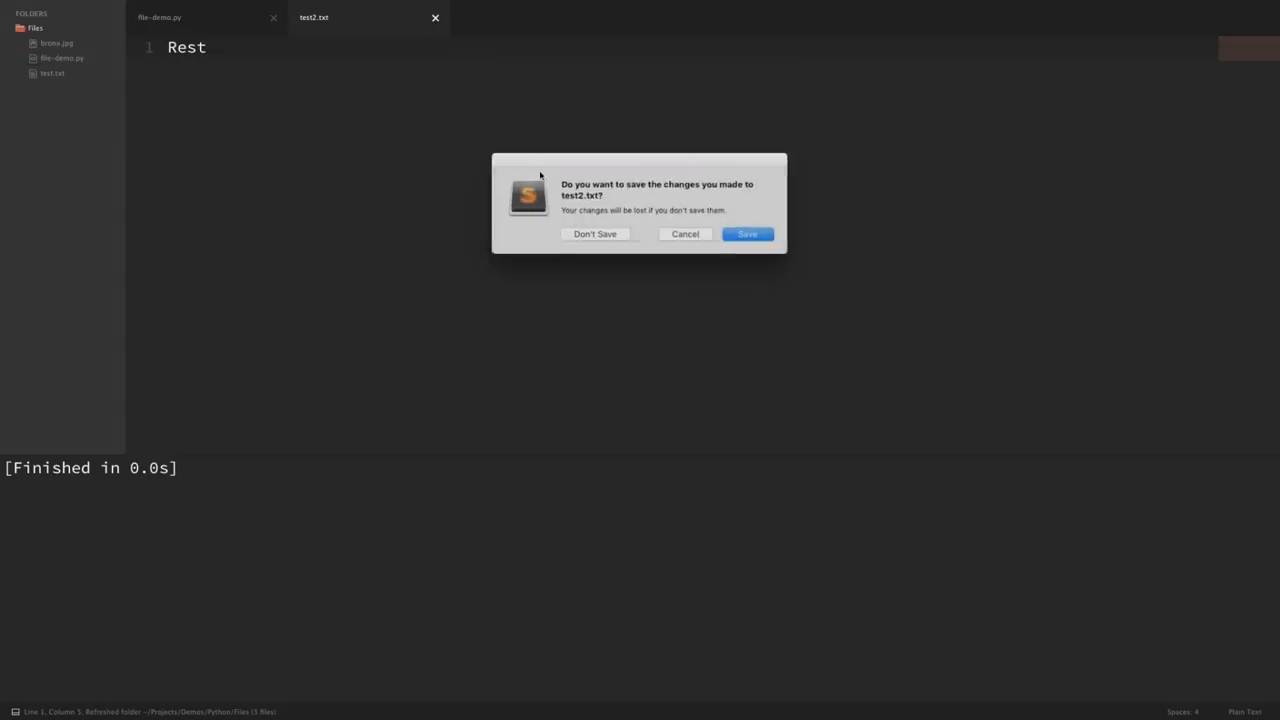 FOLDERS
Files
bronx.jpg
file-demo.py
test.txt
file-demo.py
test2.txt
1 Rest
S
Do you want to save the changes you made to
test2.txt?
Your changes will be lost if you don't save them.
Don't Save
Cancel
Save
[Finished in 0.0s]
Line 1, Column 5, Refreshed folder ~/Projects/Demos/Python/Files (3 files)
Spaces: 4
Plain Text